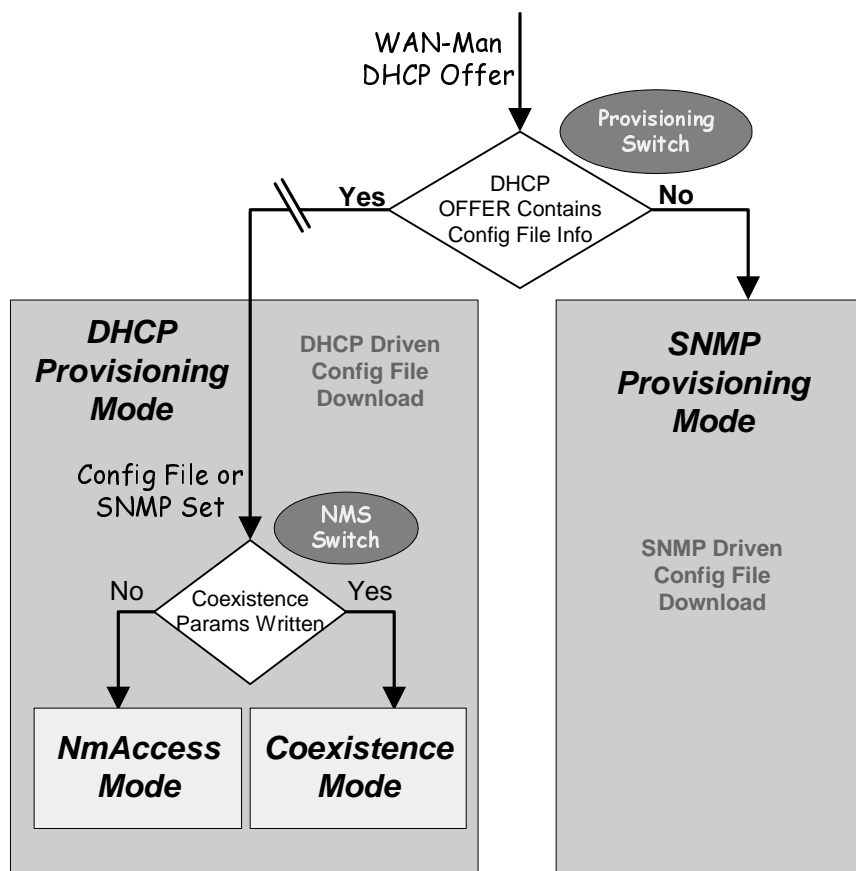 WAN-Man
DHCP Offer
Provisioning
Switch
DHCP
OFFER Contains
Config File Info
Yes
No
DHCP
Provisioning
Mode
DHCP Driven
Config File
Download
SNMP
Provisioning
Mode
Config File or
SNMP Set
NMS
Switch
SNMP Driven
Config File
Download
No
Coexistence
Params Written
Yes
NmAccess
Mode
Coexistence
Mode